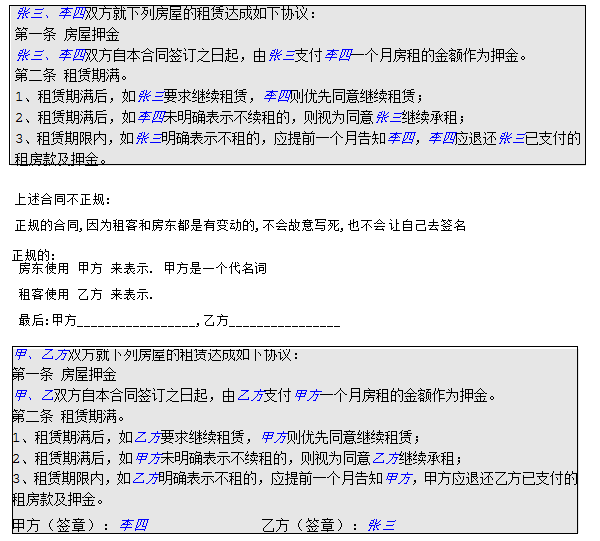 张三、李四双方就下列房屋的租赁达成如下协议：
第一条 房屋押金
张三、李四双方自本合同签订之日起，由张三支付李四一个月房租的金额作为押金。
第二条 租赁期满。
1、租赁期满后，如张三要求继续租赁，李四则优先同意继续租赁；
2、租赁期满后，如李四未明确表示不续租的，则视为同意张三继续承租；
3、租赁期限内，如张三明确表示不租的，应提前一个月告知李四，李四应退还张三已支付的
租房款及押金。
上述合同不正规:
正规的合同,因为租客和房东都是有变动的,不会故意写死,也不会让自己去签名
正规的:
房东使用 甲方 来表示. 甲方是一个代名词
租客使用 乙方 来表示.
最后:甲方_________________,乙方________________
甲、乙方双方就下列房屋的租赁达成如下协议：
第一条 房屋押金
甲、乙双方自本合同签订之日起，由乙方支付甲方一个月房租的金额作为押金。
第二条 租赁期满。
1、租赁期满后，如乙方要求继续租赁，甲方则优先同意继续租赁；
2、租赁期满后，如甲方未明确表示不续租的，则视为同意乙方继续承租；
3、租赁期限内，如乙方明确表示不租的，应提前一个月告知甲方，甲方应退还乙方已支付的
租房款及押金。
甲方（签章）：李四 乙方（签章）：张三